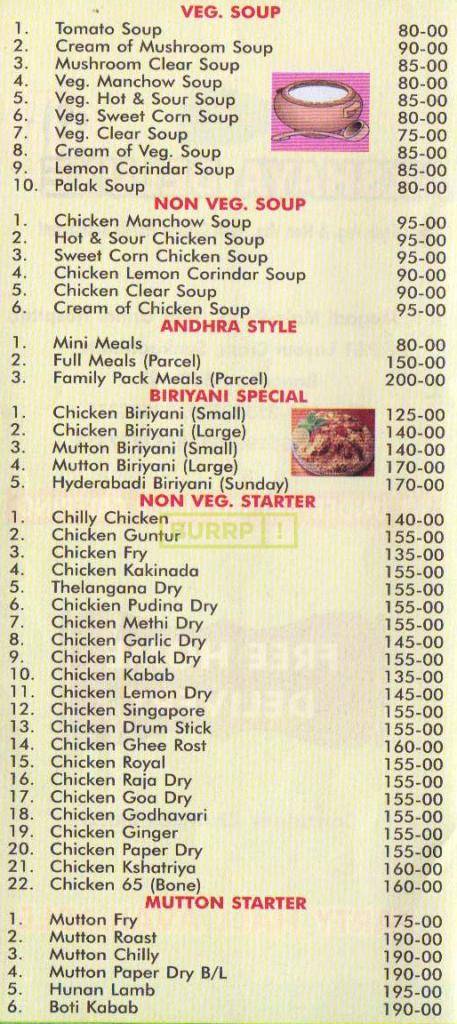 VEG. SOUP
1. Tomato Soup 80-00
2. Cream of Mushroom Soup 90-00
3. Mushroom Clear Soup 85-00
4. Veg. Manchow Soup 80-00
5. Veg. Hot & Sour Soup 85-00
6. Veg. Sweet Corn Soup 80-00
7. Veg. Clear Soup 75-00
8. Cream of Veg. Soup 85-00
9. Lemon Corindar Soup 85-00
10. Palak Soup 80-00
NON VEG. SOUP
1. Chicken Manchow Soup 95-00
2. Hot & Sour Chicken Soup 95-00
3. Sweet Corn Chicken Soup 95-00
4. Chicken Lemon Corindar Soup 90-00
5. Chicken Clear Soup 90-00
6. Cream of Chicken Soup 95-00
ANDHRA STYLE
1. Mini Meals 80-00
2. Full Meals (Parcel) 150-00
3. Family Pack Meals (Parcel) 200-00
BIRIYANI SPECIAL
1. Chicken Biriyani (Small) 125-00
2. Chicken Biriyani (Large) 140-00
3. Mutton Biriyani (Small) 140-00
4. Mutton Biriyani (Large) 170-00
5. Hyderabadi Biriyani (Sunday) 170-00
NON VEG. STARTER
1. Chilly Chicken 140-00
BURRP !
2. Chicken Guntur 155-00
3. Chicken Fry 135-00
4. Chicken Kakinada 155-00
5. Thelangana Dry 155-00
6. Chickien Pudina Dry 155-00
7. Chicken Methi Dry 155-00
8. Chicken Garlic Dry 145-00
9. Chicken Palak Dry 155-00
10. Chicken Kabab 135-00
11. Chicken Lemon Dry 145-00
12. Chicken Singapore 155-00
13. Chicken Drum Stick 155-00
14. Chicken Ghee Rost 160-00
15. Chicken Royal 155-00
16. Chicken Raja Dry 155-00
17. Chicken Goa Dry 155-00
18. Chicken Godhavari 155-00
19. Chicken Ginger 155-00
20. Chicken Paper Dry 155-00
21. Chicken Kshatriya 160-00
22. Chicken 65 (Bone) 160-00
MUTTON STARTER
1. Mutton Fry 175-00
2. Mutton Roast 190-00
3. Mutton Chilly 190-00
4. Mutton Paper Dry B/L 190-00
5. Hunan Lamb 195-00
6. Boti Kabab 190-00